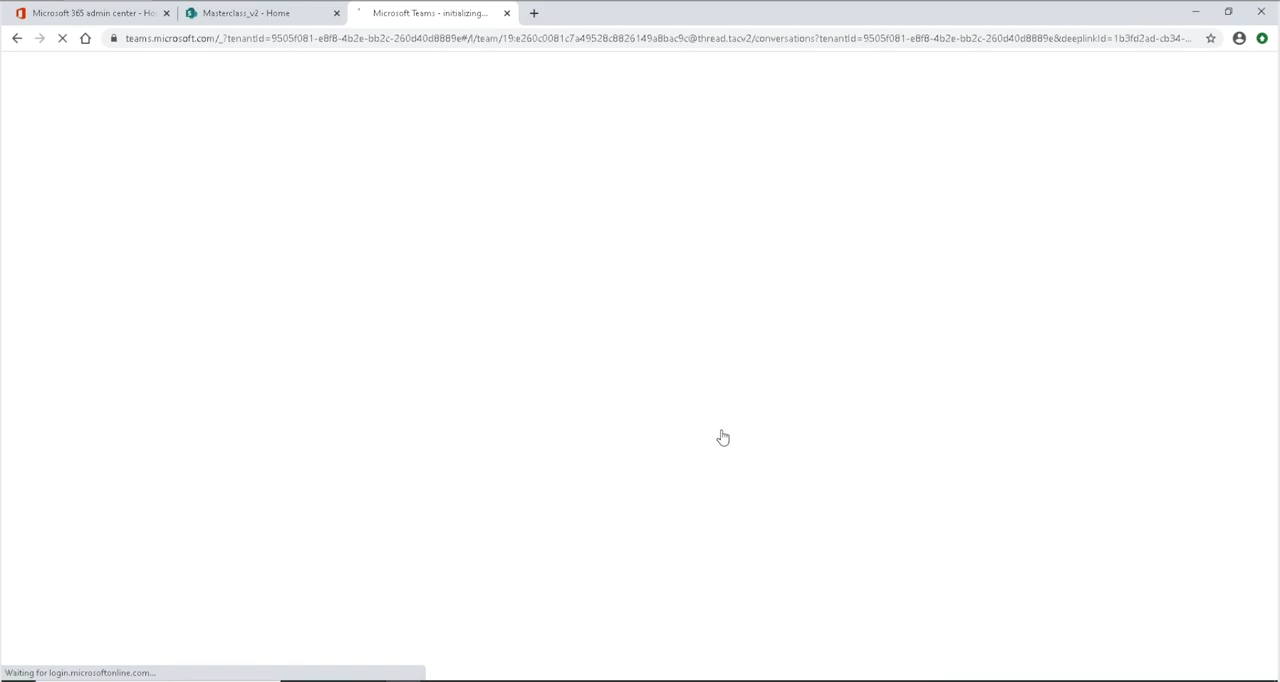 Microsoft 365 admin center - Ho
Masterclass_v2 - Home
Microsoft Teams - initializing...
teams.microsoft.com/_?tenantId=9505f081-e8f8-4b2e-bb2c-260d40d8889e#/l/team/19:e260c0081c7a49528c8826149a8bac9c@thread.tacv2/conversations?tenantId=9505f081-e8f8-4b2e-bb2c-260d40d8889e&deeplinkId=1b3fd2ad-cb34-...
Waiting for login.microsoftonline.com...